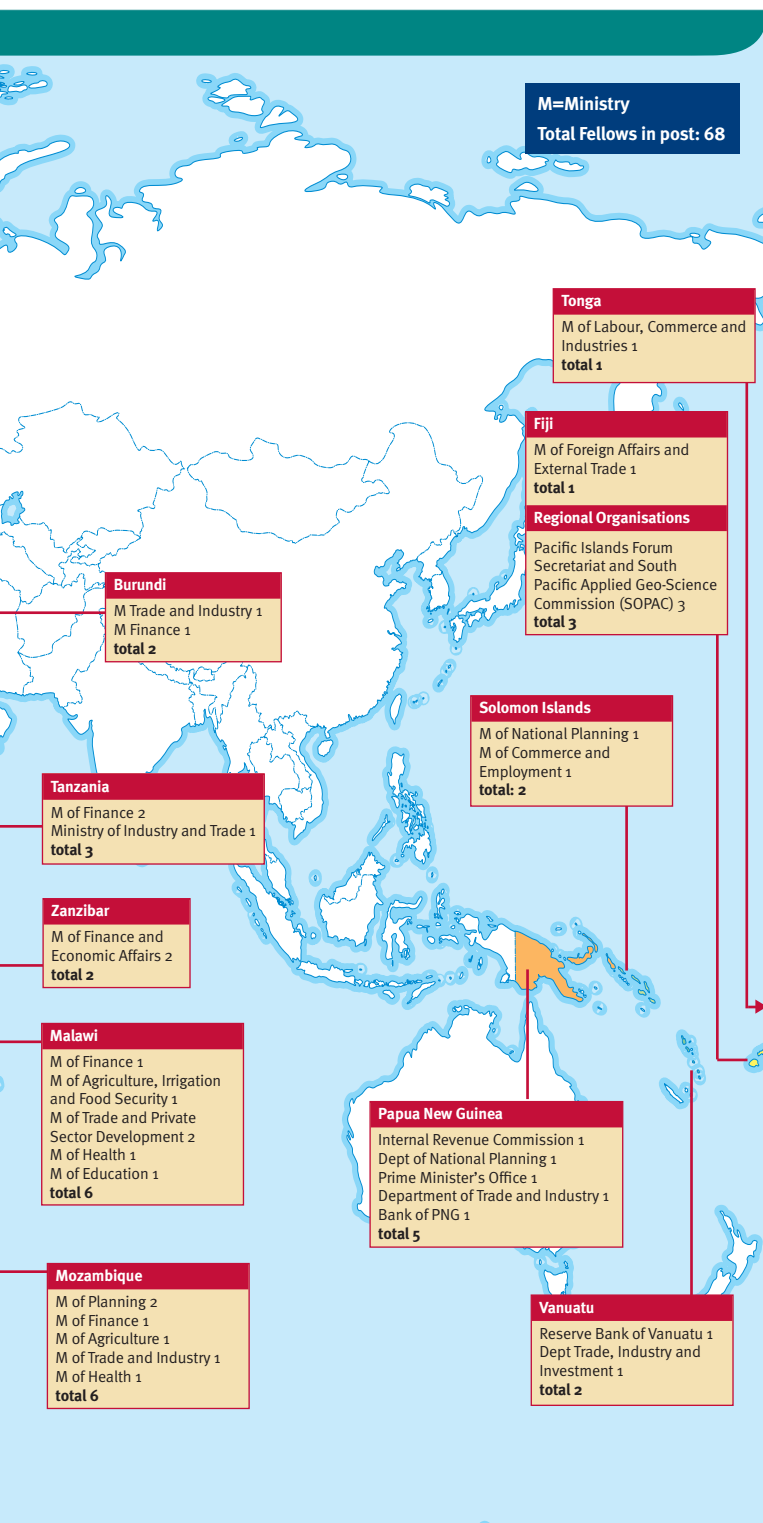 M=Ministry
Total Fellows in post: 68
Tonga
M of Labour, Commerce and
Industries 1
total 1
Fiji
M of Foreign Affairs and
External Trade 1
total 1
Regional Organisations
Pacific Islands Forum
Secretariat and South
Pacific Applied Geo-Science
Commission (SOPAC) 3
total 3
Burundi
M Trade and Industry 1
M Finance 1
total 2
Solomon Islands
M of National Planning 1
M of Commerce and
Employment 1
total: 2
Tanzania
M of Finance 2
Ministry of Industry and Trade 1
total 3
Zanzibar
M of Finance and
Economic Affairs 2
total 2
Malawi
M of Finance 1
M of Agriculture, Irrigation
and Food Security 1
M of Trade and Private
Sector Development 2
M of Health 1
M of Education 1
total 6
Papua New Guinea
Internal Revenue Commission 1
Dept of National Planning 1
Prime Minister’s Office 1
Department of Trade and Industry 1
Bank of PNG 1
total 5
Mozambique
M of Planning 2
M of Finance 1
M of Agriculture 1
M of Trade and Industry 1
M of Health 1
total 6
Vanuatu
Reserve Bank of Vanuatu 1
Dept Trade, Industry and
Investment 1
total 2